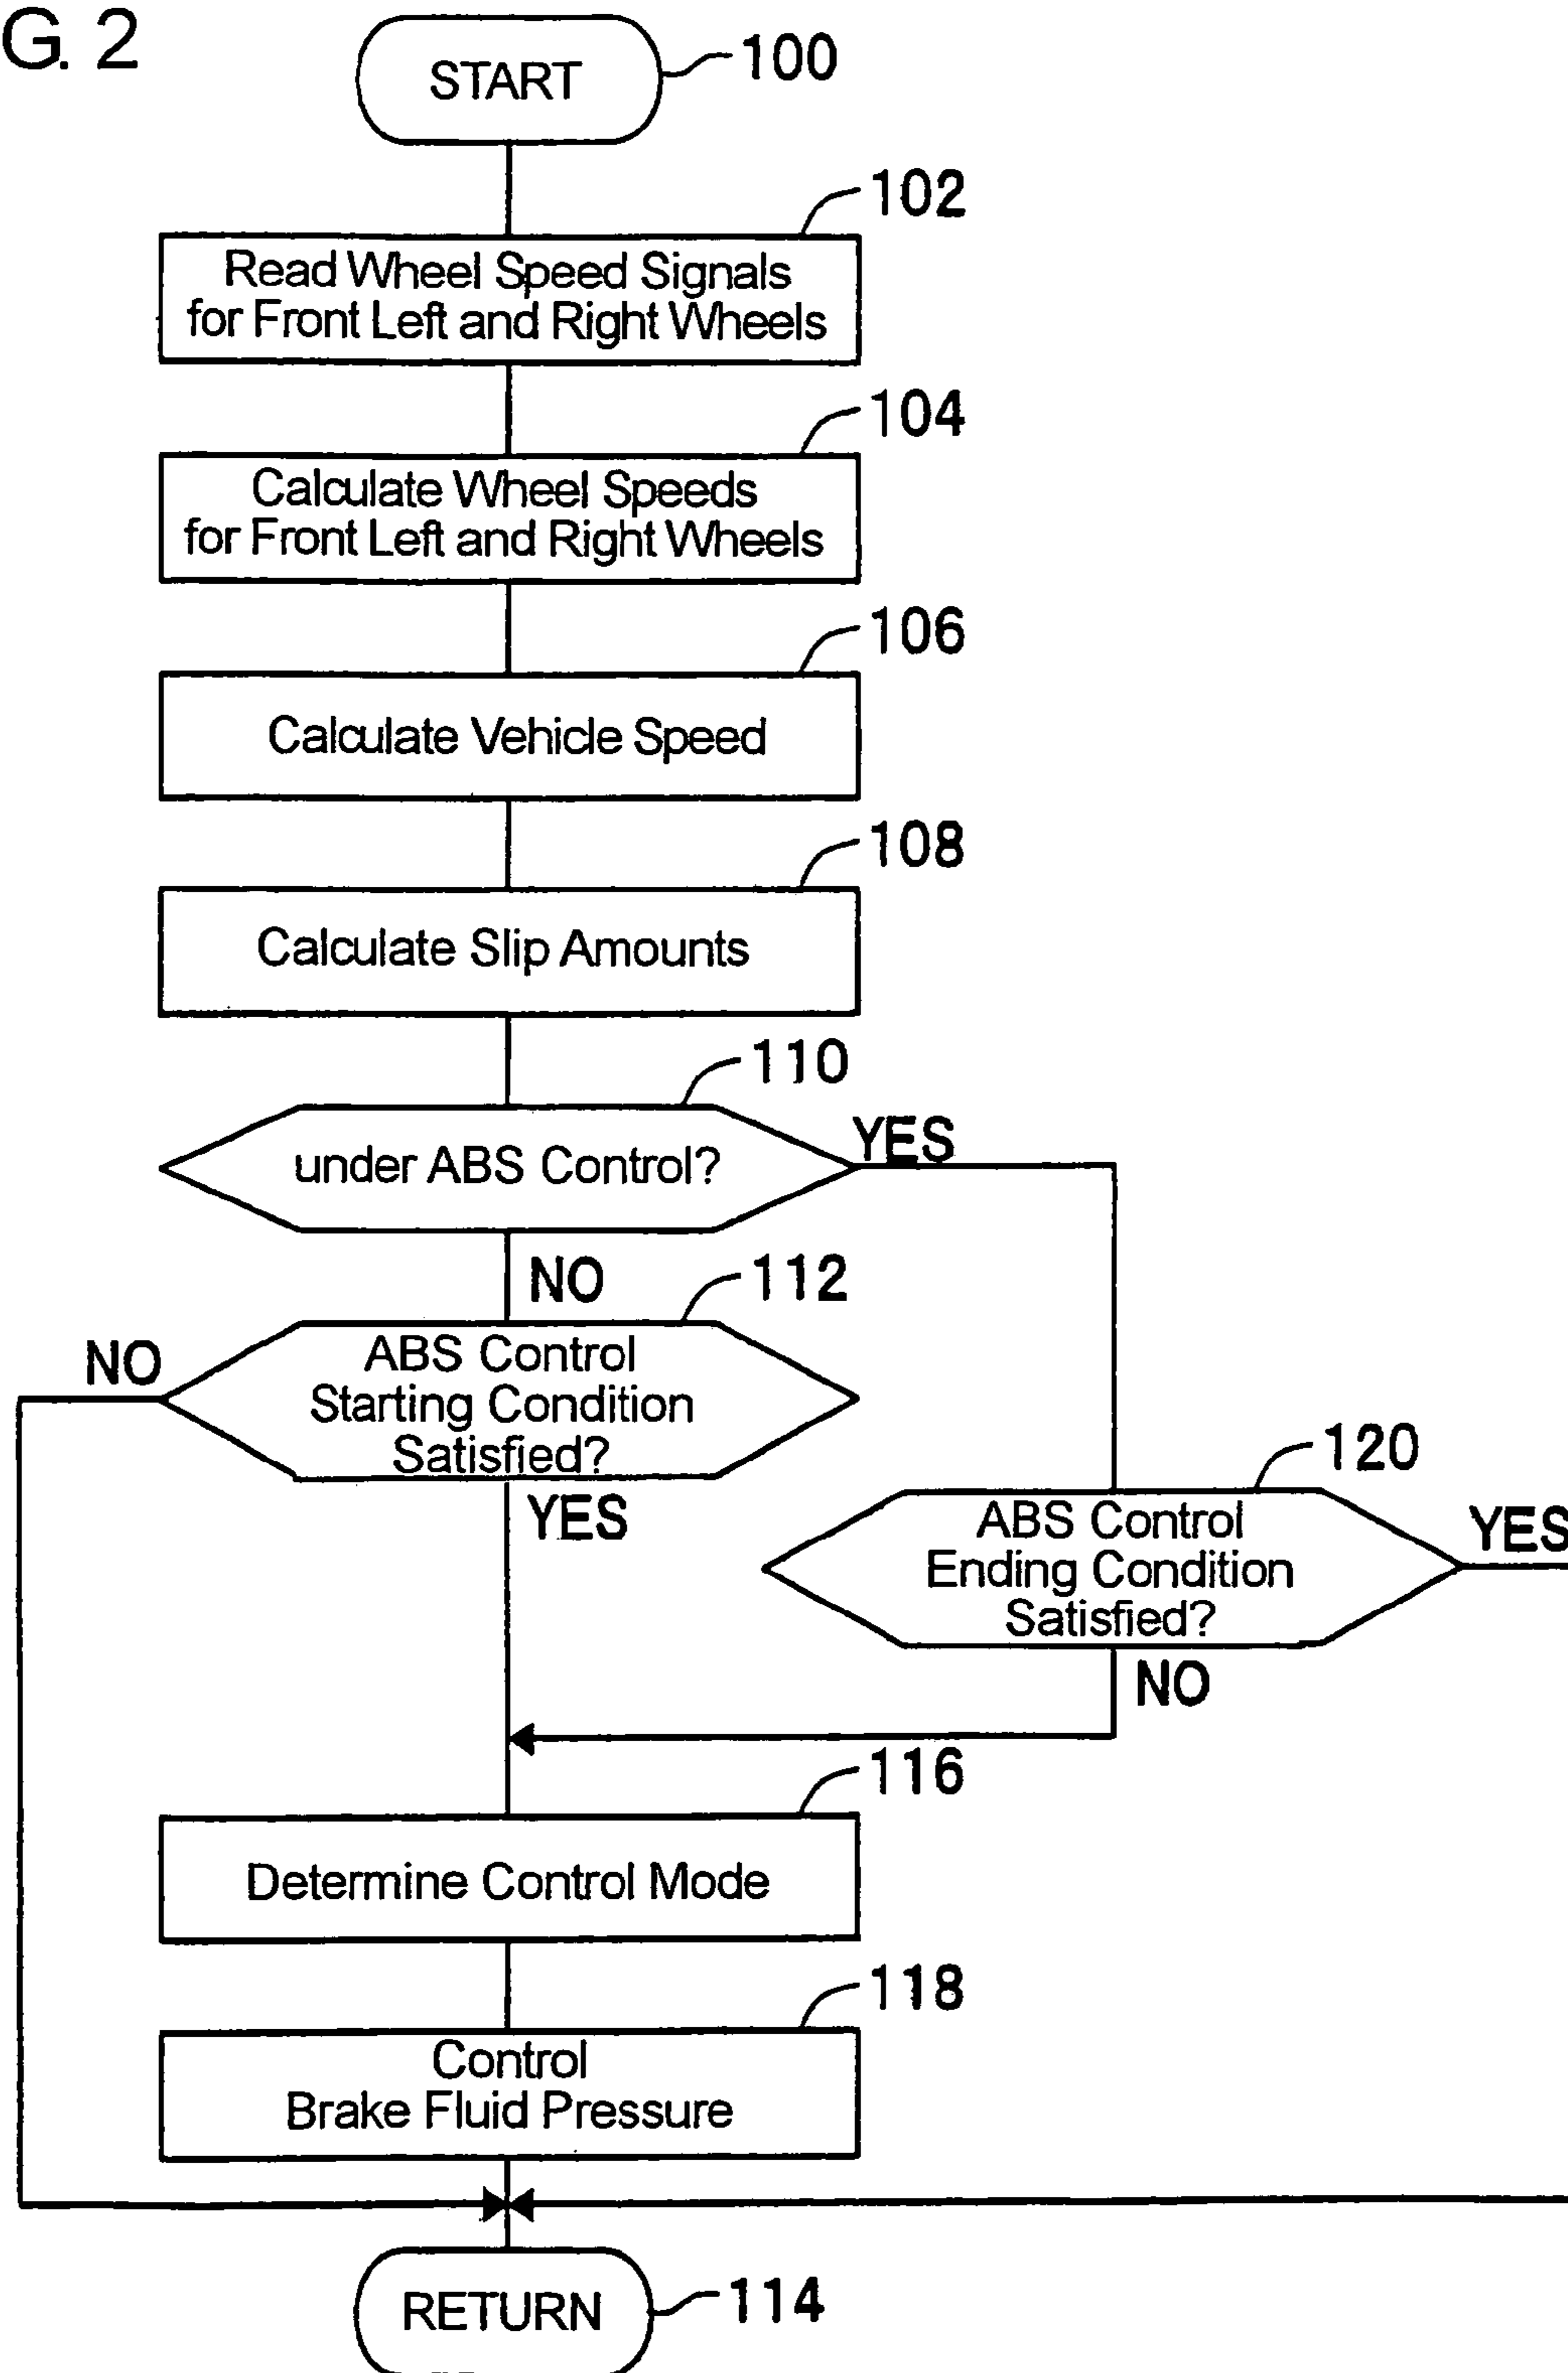 G. 2
START
100
102
Read Wheel Speed Signals
for Front Left and Right Wheels
104
Calculate Wheel Speeds
for Front Left and Right Wheels
106
Calculate Vehicle Speed
108
Calculate Slip Amounts
110
under ABS Control?
YES
NO
112
NO
ABS Control
Starting Condition
Satisfied?
YES
120
ABS Control
Ending Condition
Satisfied?
YES
NO
116
Determine Control Mode
118
Control
Brake Fluid Pressure
RETURN
114